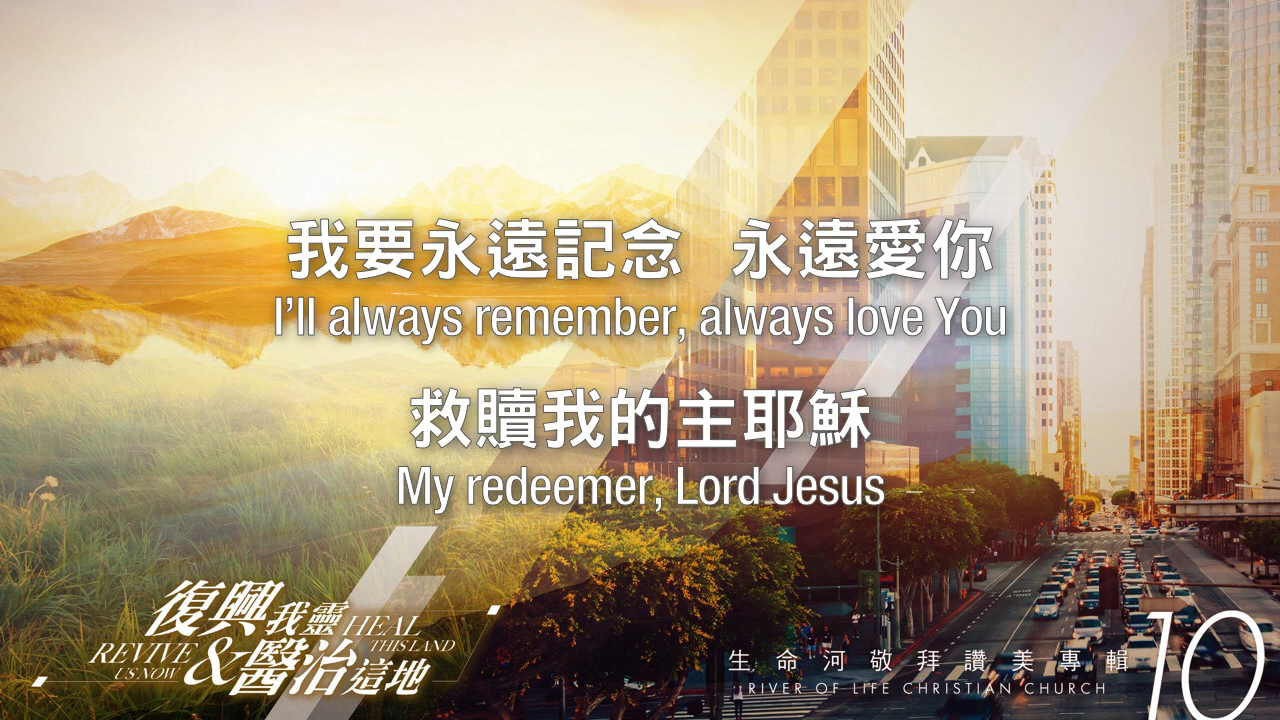 我要永遠記念 永遠愛你
I'll always remember, always love You
救贖我的主耶穌
My redeemer, Lord Jesus
復興我靈 HEAL THIS LAND
REVIVE US NOW & 醫治這地
生命河敬拜讚美專輯 10
RIVER OF LIFE CHRISTIAN CHURCH